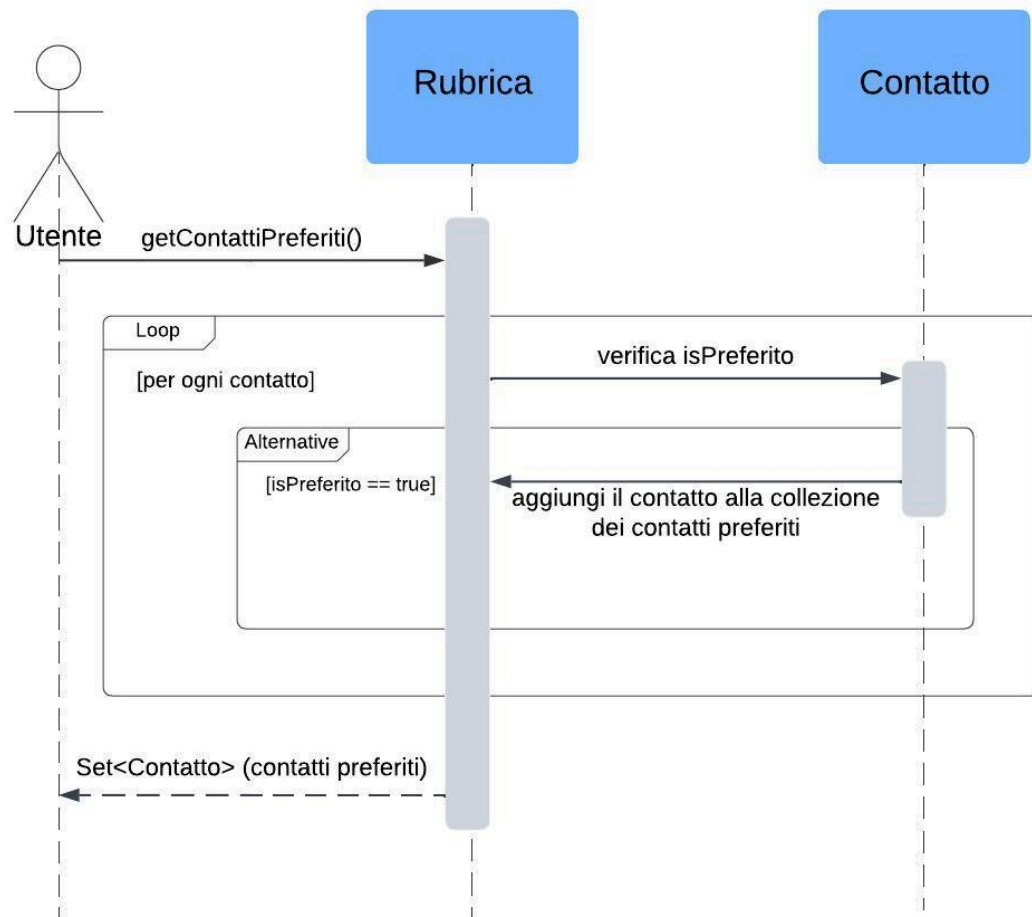 Rubrica
Contatto
Utente
getContattiPreferiti()
Loop
[per ogni contatto]
verifica isPreferito
Alternative
[isPreferito == true]
aggiungi il contatto alla collezione
dei contatti preferiti
Set<Contatto> (contatti preferiti)